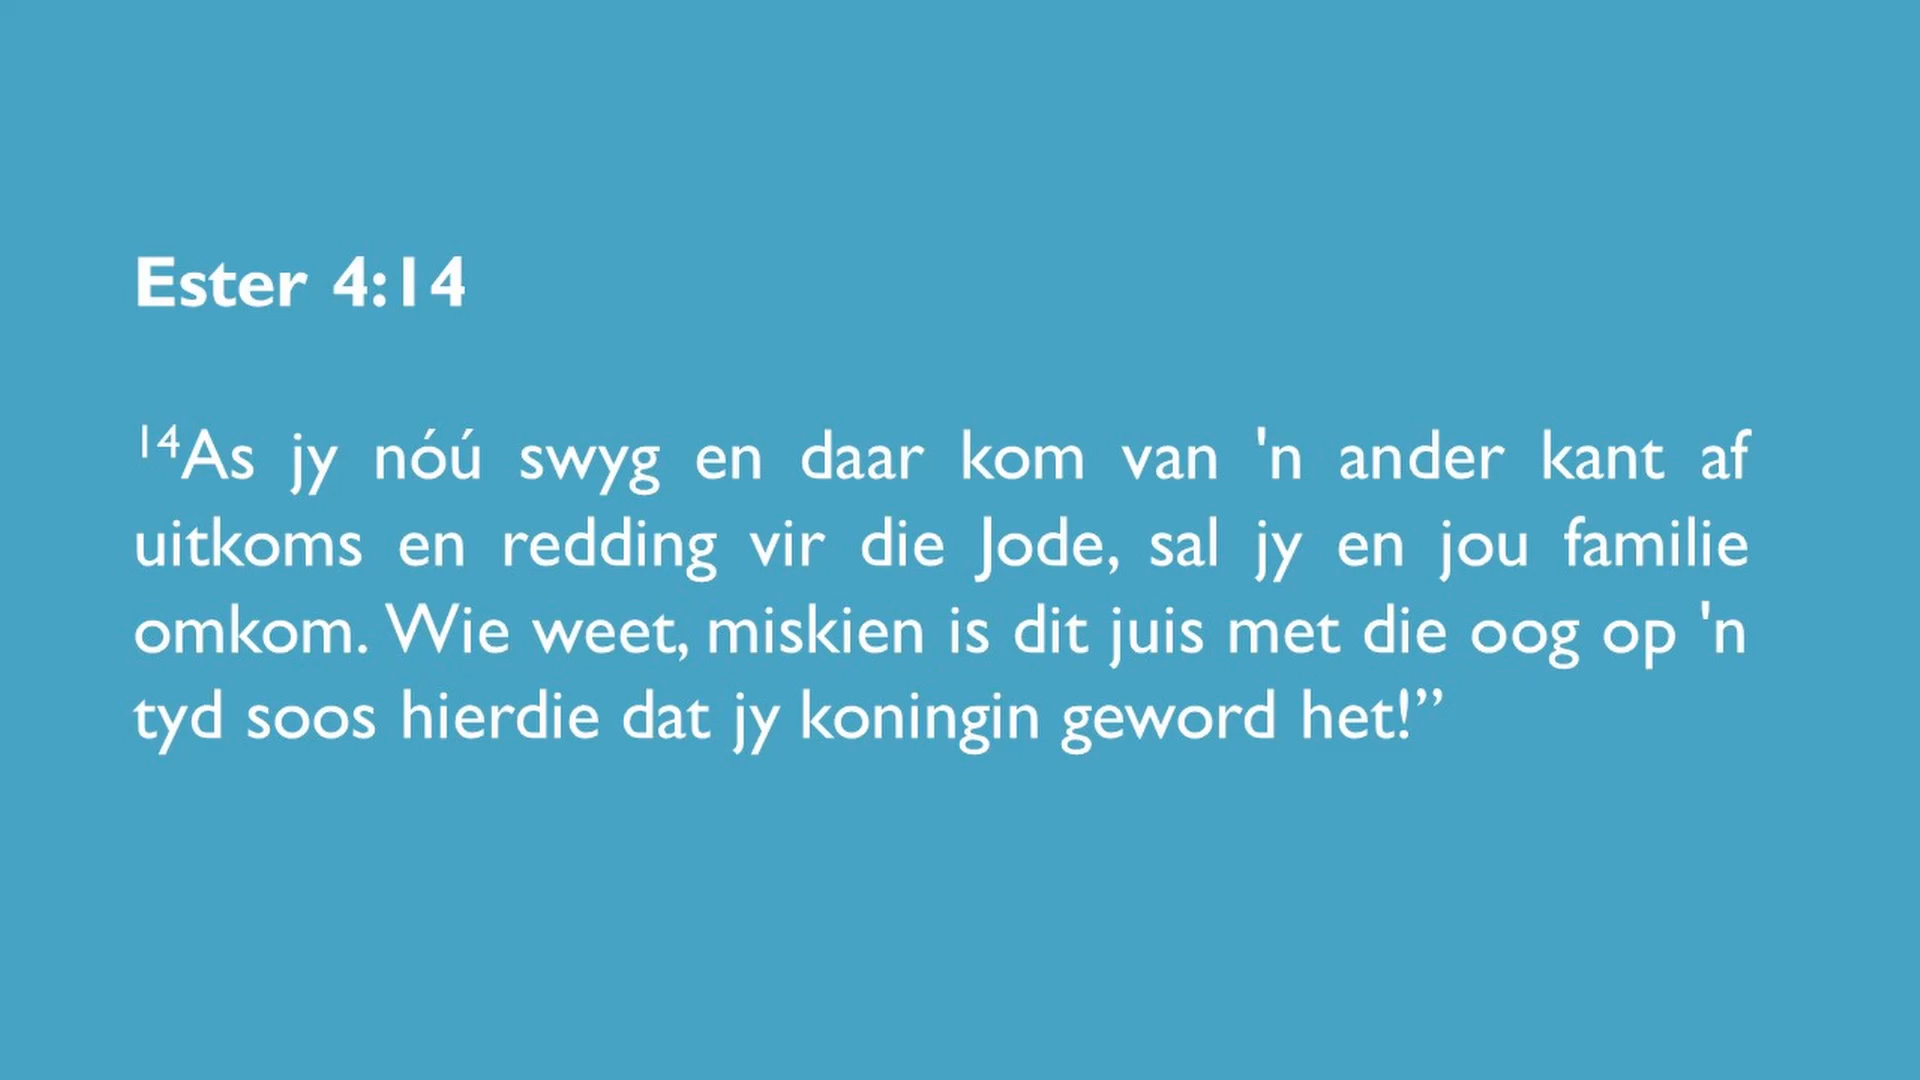 Ester 4:14
14As jy nóú swyg en daar kom van 'n ander kant af
uitkoms en redding vir die Jode, sal jy en jou familie
omkom. Wie weet, miskien is dit juis met die oog op 'n
tyd soos hierdie dat jy koningin geword het!”